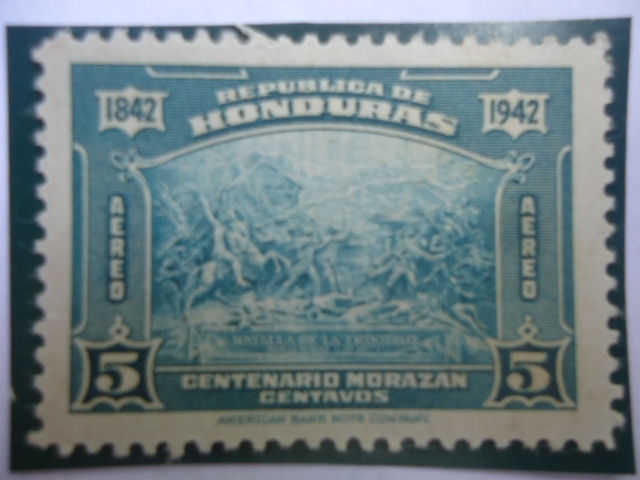 REPUBLICA DE
HONDURAS
1842
1942
AEREO
AEREO
BATALLA DE LA TRINIDAD
5
5
CENTENARIO MORAZAN
CENTAVOS
AMERICAN BANK NOTE COMPANY